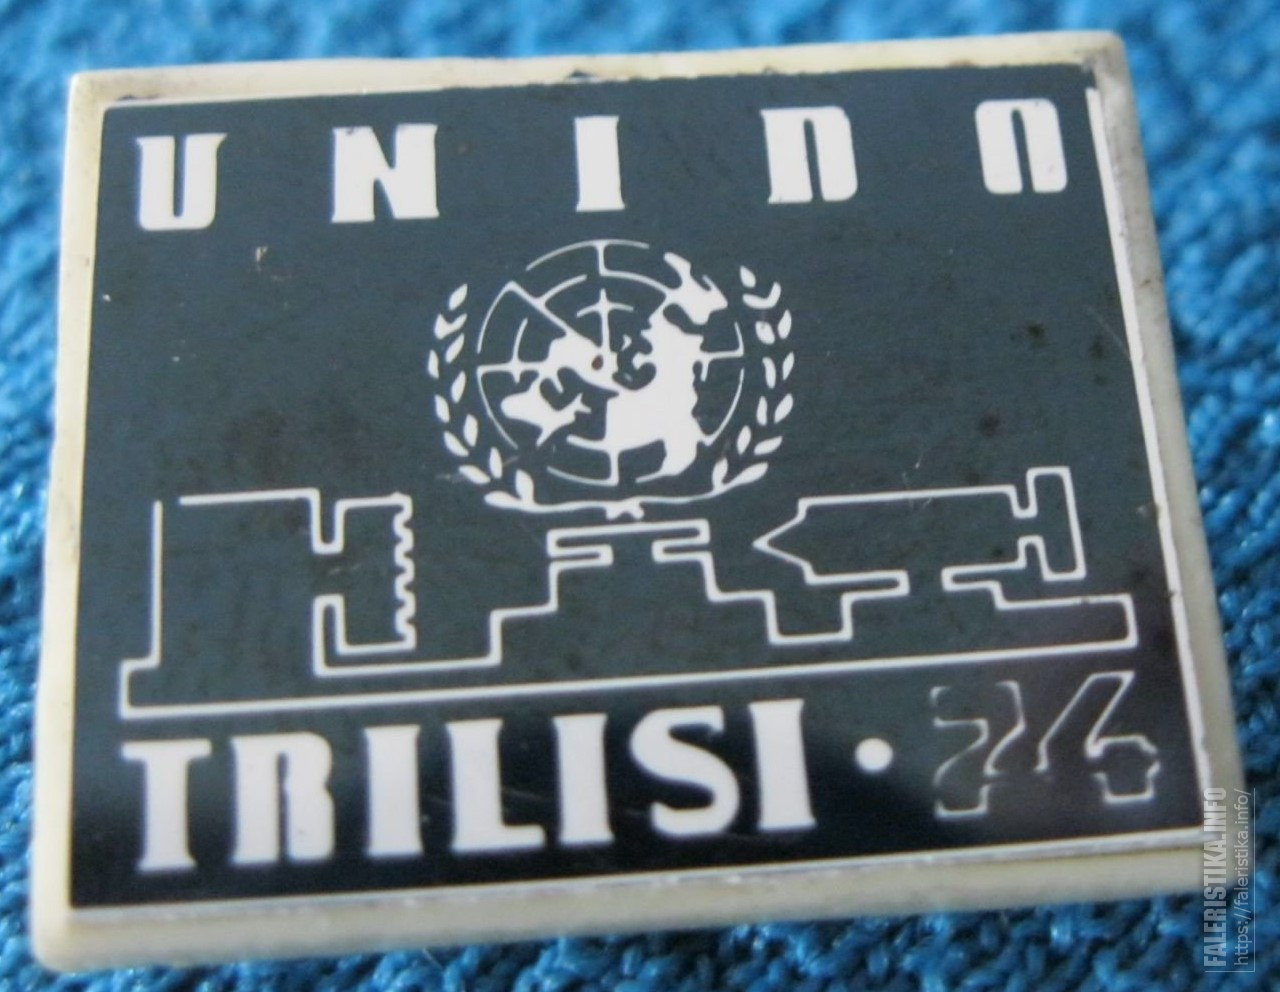 UNIDO
TRILISI · 74
FALERISTIKA.INFO
https://faleristika.info/